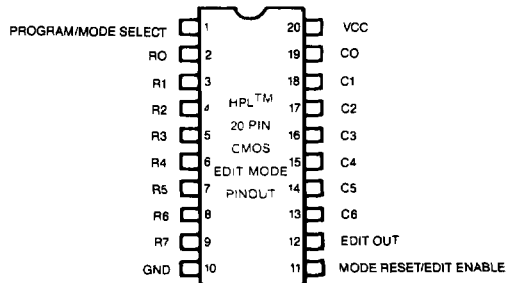 PROGRAM/MODE SELECT 1 20 VCC
RO 2 19 CO
R1 3 18 C1
R2 4 17 C2
R3 5 16 C3
R4 6 15 C4
R5 7 14 C5
R6 8 13 C6
R7 9 12 EDIT OUT
GND 10 11 MODE RESET/EDIT ENABLE
HPL™
20 PIN
CMOS
EDIT MODE
PINOUT